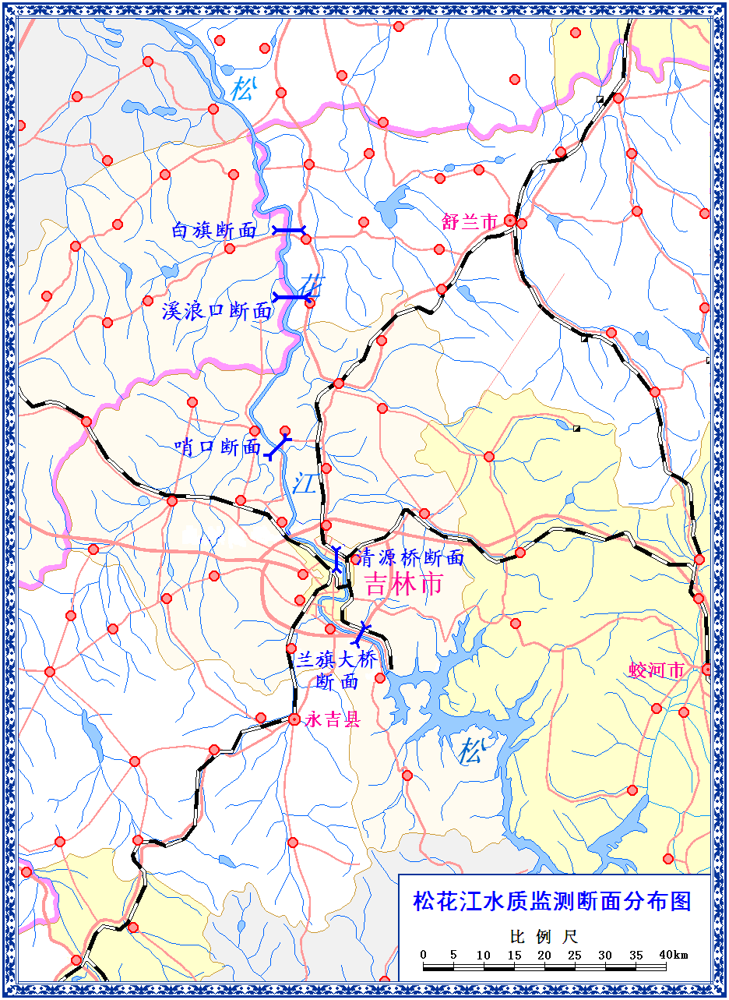 松
舒兰市
白旗断面
花
溪浪口断面
哨口断面
江
清源桥断面
吉林市
兰旗大桥
断面
蛟河市
永吉县
松
松花江水质监测断面分布图
比例尺
0 5 10 15 20 25 30 35 40km